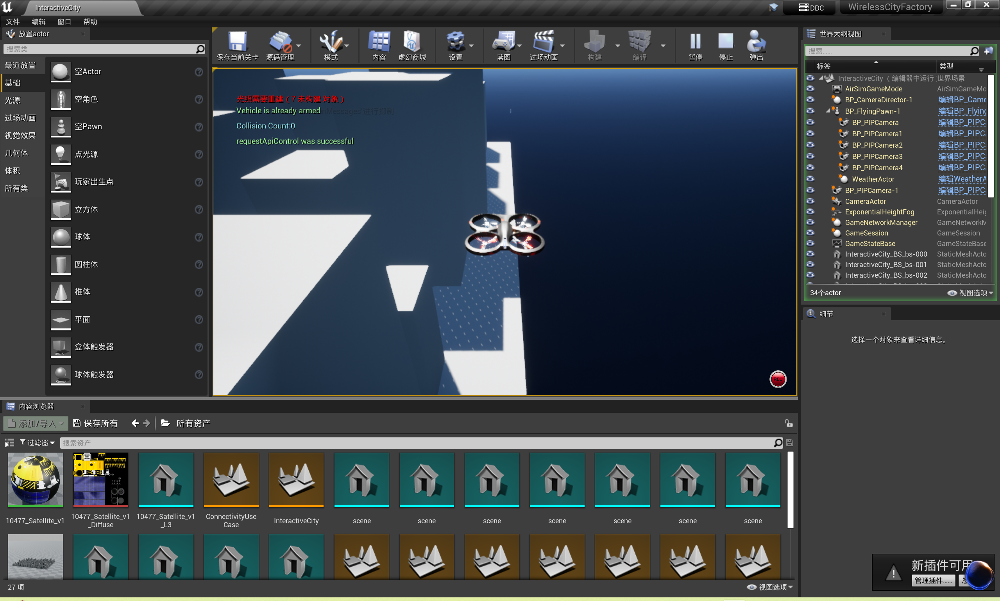 InteractiveCity
DDC
WirelessCityFactory
文件
编辑
窗口
帮助
放置actor
搜索类
最近放置
基础
光源
过场动画
视觉效果
几何体
体积
所有类
空Actor
空角色
空Pawn
点光源
玩家出生点
立方体
球体
圆柱体
椎体
平面
盒体触发器
球体触发器
保存当前关卡
源码管理
模式
内容
虚幻商城
设置
蓝图
过场动画
构建
编译
暂停
停止
弹出
光照需要重建（7 未构建 对象）
Vehicle is already armed
Messages'进行抑制
Collision Count:0
requestApiControl was successful
REC
世界大纲视图
搜索......
标签
类型
InteractiveCity（编辑器中运行 世界场景
AirSimGameMode AirSimGameMo
BP_CameraDirector-1 编辑BP_Came
BP_FlyingPawn-1 编辑BP_Flying
BP_PIPCamera 编辑BP_PIPCa
BP_PIPCamera1 编辑BP_PIPCa
BP_PIPCamera2 编辑BP_PIPCa
BP_PIPCamera3 编辑BP_PIPCa
BP_PIPCamera4 编辑BP_PIPCa
WeatherActor 编辑WeatherA
BP_PIPCamera-1 编辑BP_PIPCa
CameraActor CameraActor
ExponentialHeightFog ExponentialHeig
GameNetworkManager GameNetworkM
GameSession GameSession
GameStateBase GameStateBase
InteractiveCity_BS_bs-000 StaticMeshActo
InteractiveCity_BS_bs-001 StaticMeshActo
InteractiveCity_BS_bs-002 StaticMeshActo
34个actor
视图选项
细节
选择一个对象来查看详细信息。
内容浏览器
添加/导入
保存所有
所有资产
过滤器
搜索资产
10477_Satellite_v1
10477_Satellite_v1
_Diffuse
10477_Satellite_v1
_L3
ConnectivityUse
Case
InteractiveCity
scene
scene
scene
scene
scene
scene
scene
27 项
视图选项
新插件可用
管理插件......